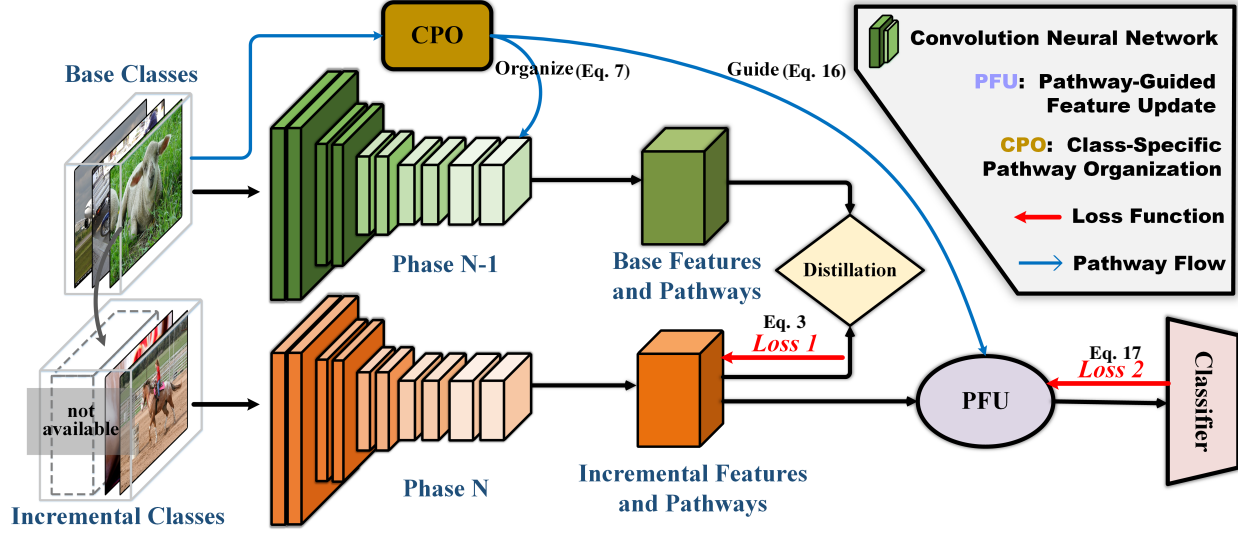 CPO
Base Classes
Organize (Eq. 7)
Guide (Eq. 16)
Convolution Neural Network
PFU: Pathway-Guided
Feature Update
CPO: Class-Specific
Pathway Organization
Loss Function
Pathway Flow
Phase N-1
Base Features
and Pathways
Distillation
Eq. 3
Loss 1
Eq. 17
Loss 2
not
available
PFU
Classifier
Phase N
Incremental Features
and Pathways
Incremental Classes